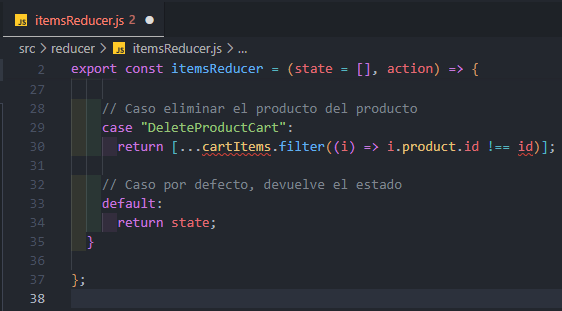 JS itemsReducer.js 2
src > reducer > JS itemsReducer.js > ...
2 export const itemsReducer = (state = [], action) => {
27
28 // Caso eliminar el producto del producto
29 case "DeleteProductCart":
30 return [...cartItems.filter((i) => i.product.id !== id)];
31
32 // Caso por defecto, devuelve el estado
33 default:
34 return state;
35 }
36
37 };
38